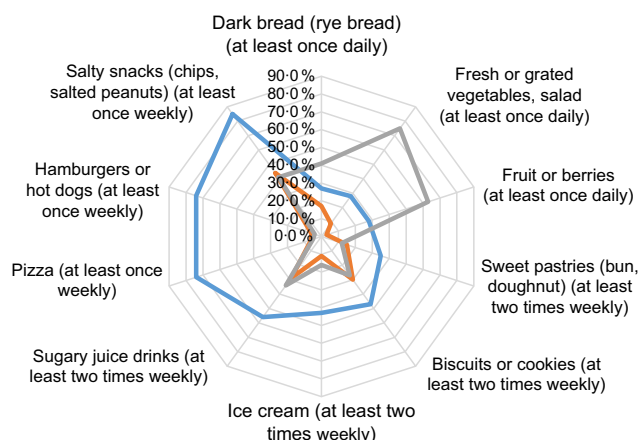 Dark bread (rye bread)
(at least once daily)
Salty snacks (chips,
salted peanuts) (at least
once weekly)
90·0 %
80·0 %
70·0 %
60·0 %
50·0 %
40·0 %
30·0 %
20·0 %
10·0 %
0·0 %
Fresh or grated
vegetables, salad
(at least once daily)
Hamburgers or
hot dogs (at least
once weekly)
Fruit or berries
(at least once daily)
Pizza (at least once
weekly)
Sweet pastries (bun,
doughnut) (at least
two times weekly)
Sugary juice drinks (at
least two times weekly)
Biscuits or cookies (at
least two times weekly)
Ice cream (at least two
times weekly)